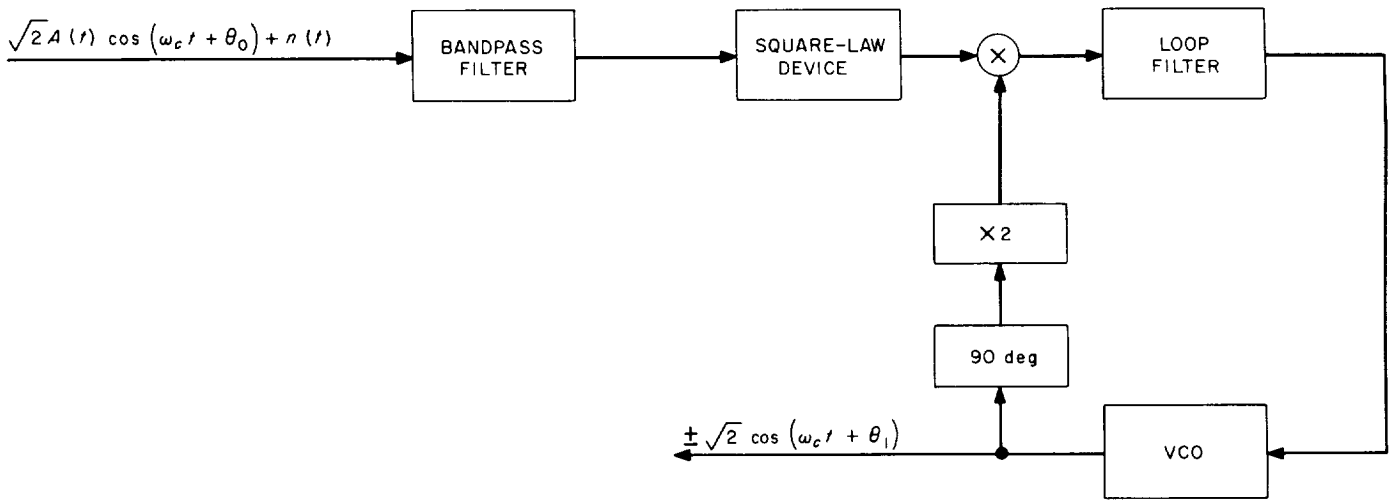 √2 A(t) cos (ω_c t + θ_0) + n(t)
BANDPASS
FILTER
SQUARE-LAW
DEVICE
×
LOOP
FILTER
×2
90 deg
± √2 cos (ω_c t + θ_1)
VCO